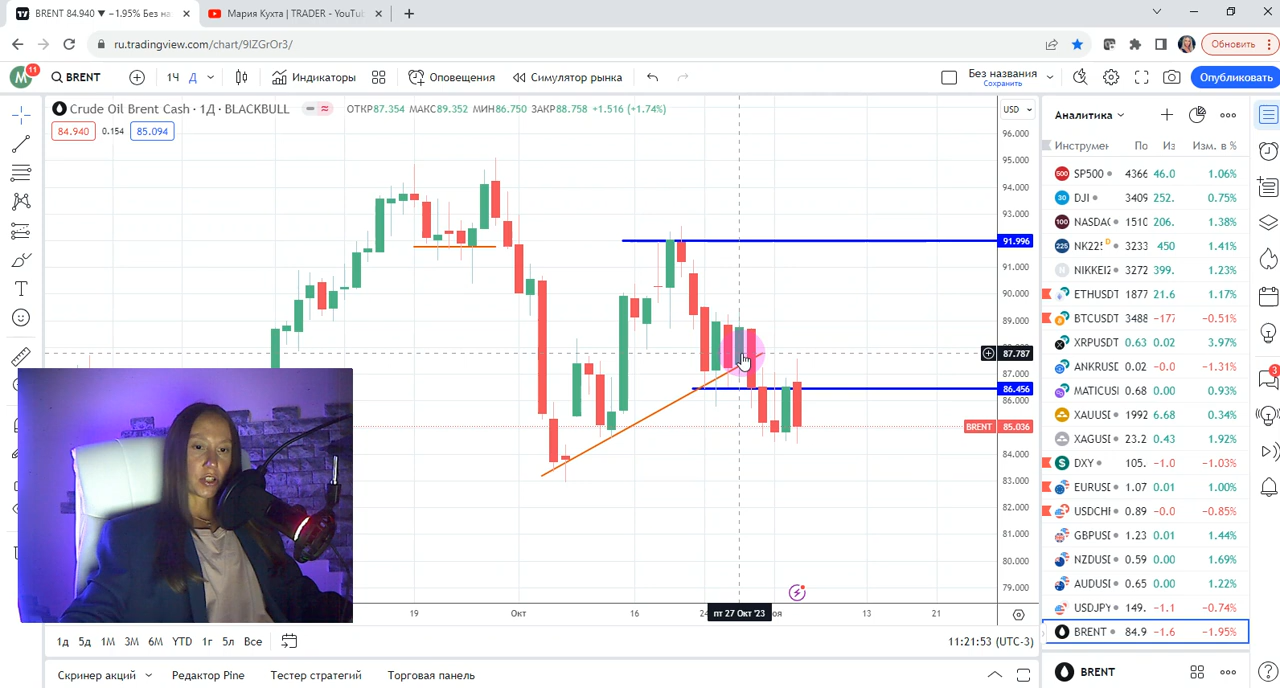 BRENT 84.940 ▼ −1.95% Без на
Мария Кухта | TRADER - YouTu
ru.tradingview.com/chart/9IZGrOr3/
Обновить
M 11
BRENT
1Ч Д
Индикаторы
Оповещения
Симулятор рынка
Без названия
Сохранить
Опубликовать
Crude Oil Brent Cash · 1Д · BLACKBULL
ОТКР87.354 МАКС89.352 МИН86.750 ЗАКР88.758 +1.516 (+1.74%)
84.940 0.154 85.094
USD
96.000
95.000
94.000
93.000
91.996
91.000
90.000
89.000
87.787
87.000
86.456
86.000
BRENT 85.036
84.000
83.000
82.000
81.000
80.000
79.000
19 Окт 16 24 пт 27 Окт '23 оя 13 21
1д 5д 1М 3М 6М YTD 1г 5л Все
11:21:53 (UTC-3)
Скринер акций Редактор Pine Тестер стратегий Торговая панель
Аналитика
Инструмен По Из Изм. в %
SP500 4366 46.0 1.06%
DJI 3409 252. 0.75%
NASDAC 1510 206. 1.38%
NK225 D 3233 450 1.41%
NIKKEI2 3272 399. 1.23%
ETHUSDT 1877 21.6 1.17%
BTCUSDT 3488 −177 −0.51%
XRPUSDT 0.63 0.02 3.97%
ANKRUSD 0.02 −0.0 −1.31%
MATICUS 0.68 0.00 0.93%
XAUUSD 1992 6.68 0.34%
XAGUSD 23.2 0.43 1.92%
DXY 105. −1.0 −1.03%
EURUSD 1.07 0.01 1.00%
USDCHF 0.89 −0.0 −0.85%
GBPUSD 1.23 0.01 1.44%
NZDUSD 0.59 0.00 1.69%
AUDUSD 0.65 0.00 1.22%
USDJPY 149. −1.1 −0.74%
BRENT 84.9 −1.6 −1.95%
BRENT
3